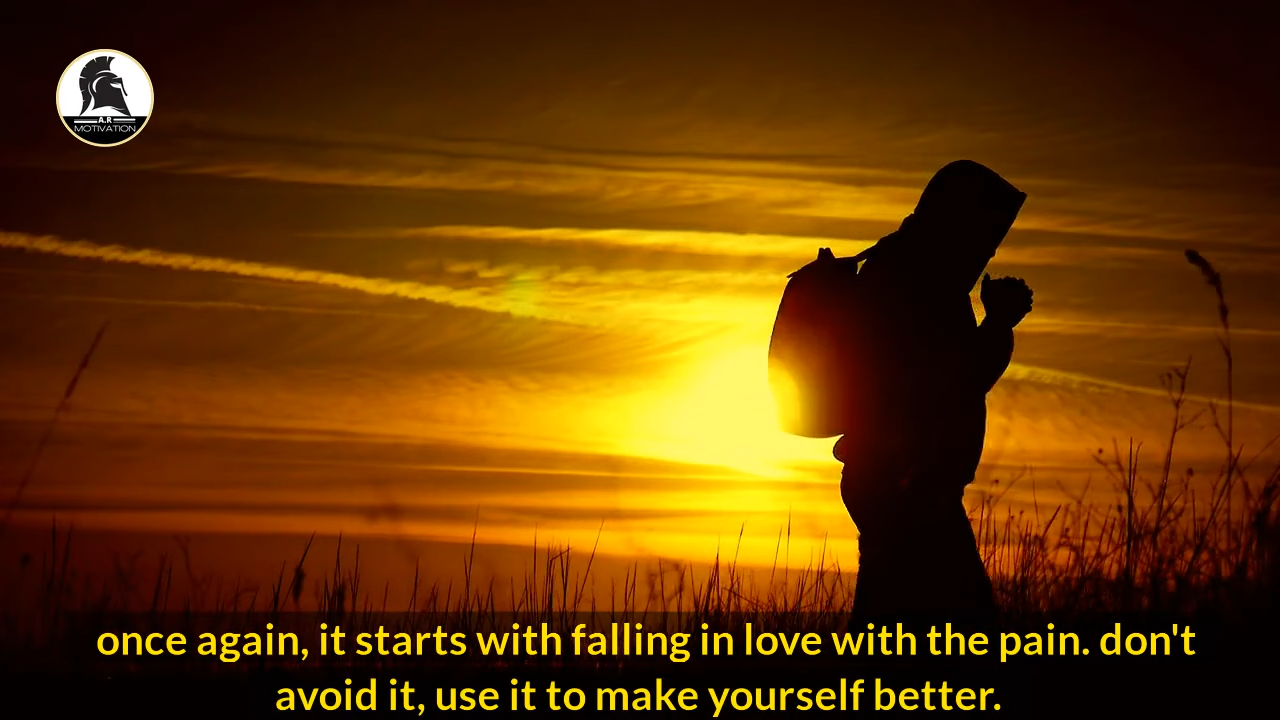 A.R
MOTIVATION
once again, it starts with falling in love with the pain. don't
avoid it, use it to make yourself better.